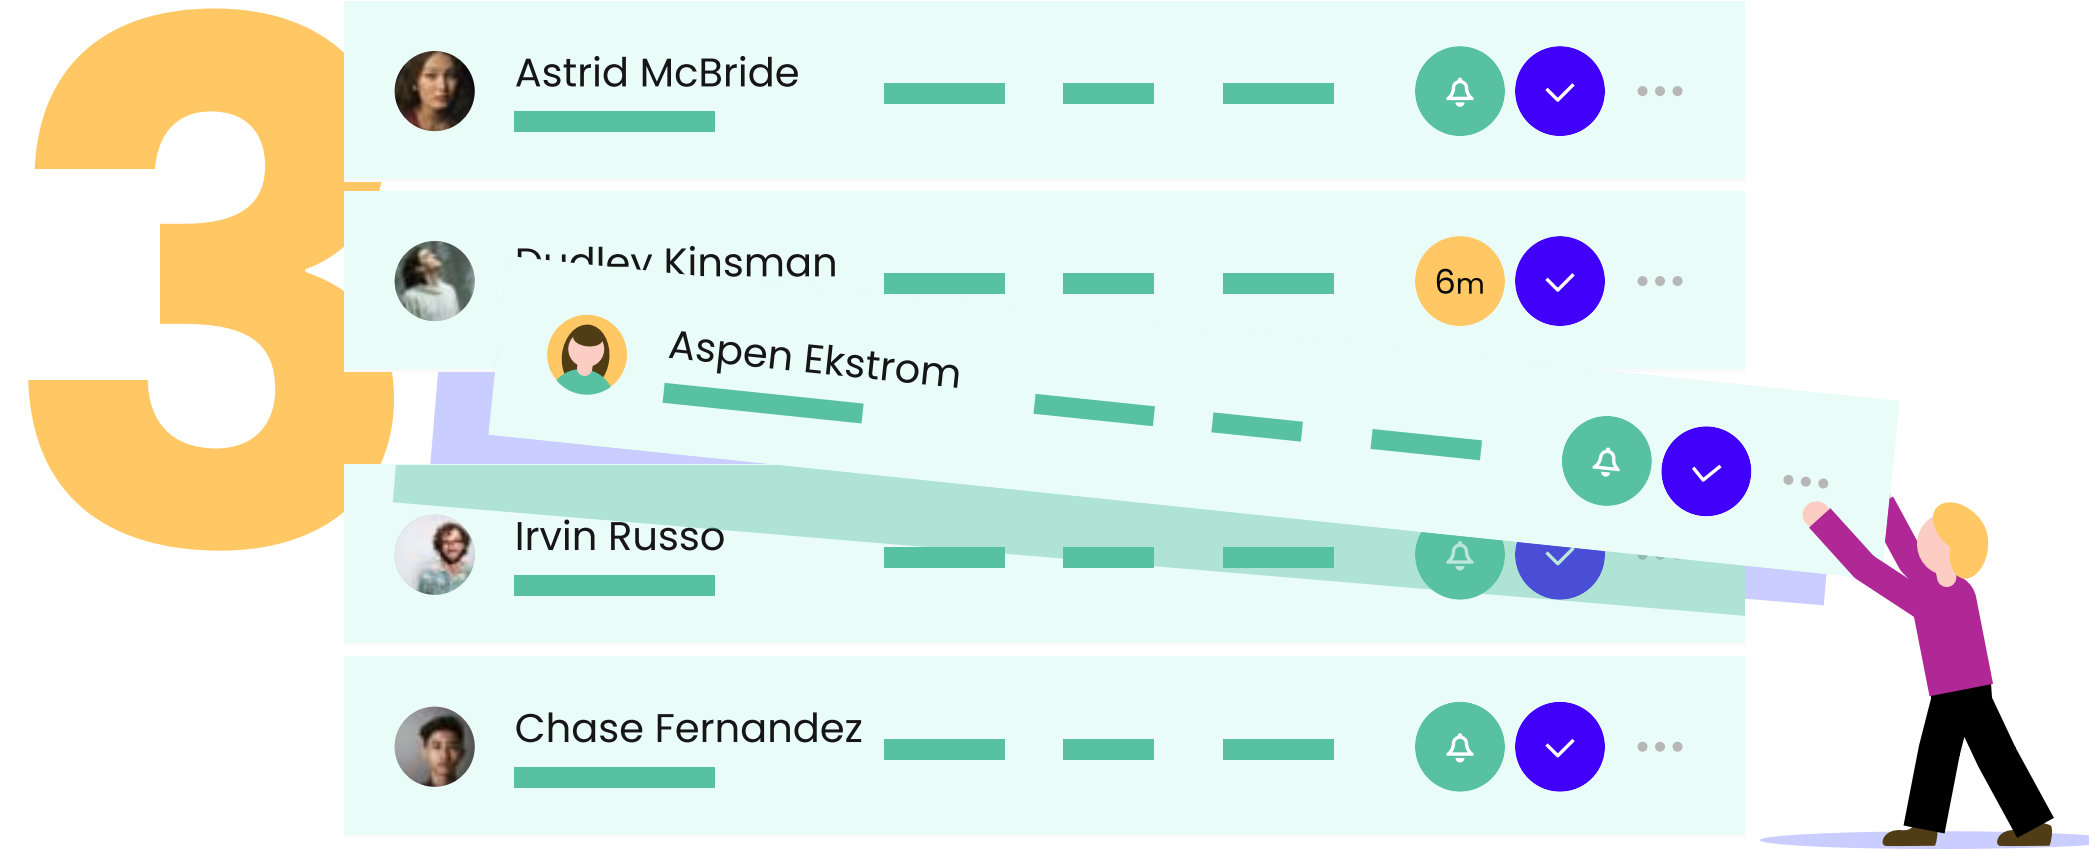 3
Astrid McBride
Dudley Kinsman
6m
Aspen Ekstrom
Irvin Russo
Chase Fernandez